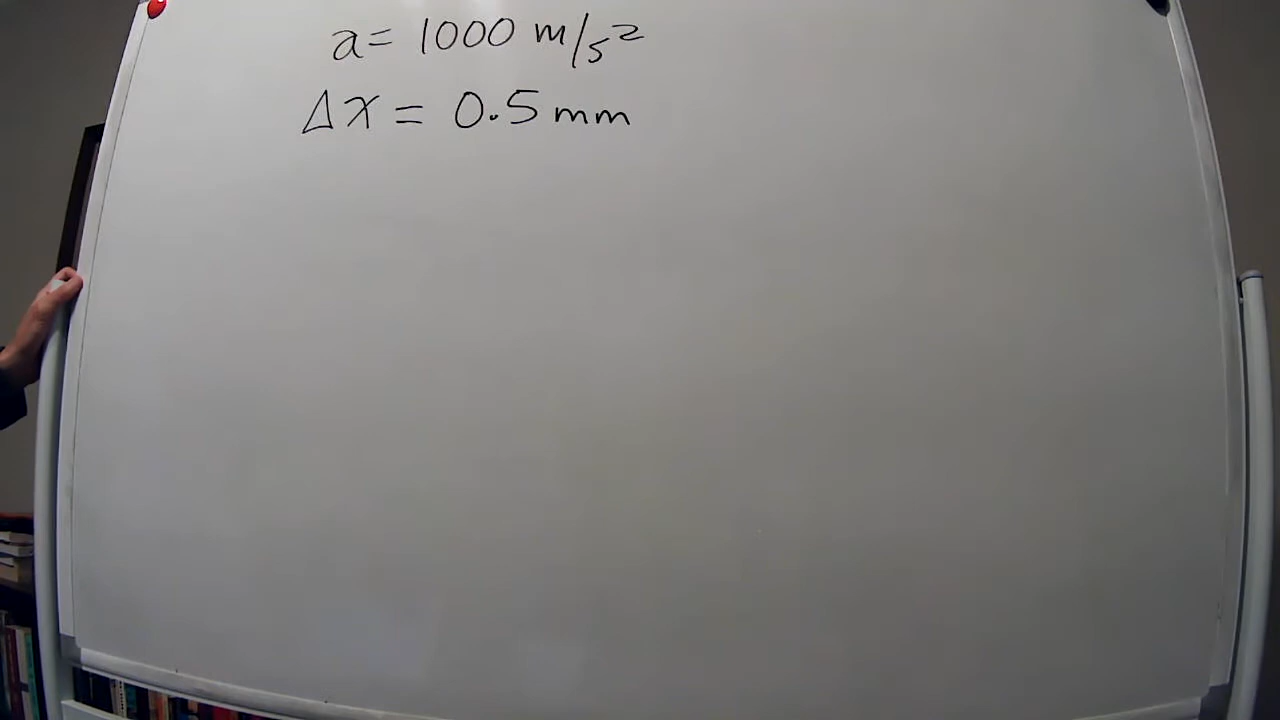 a = 1000 m/s²
Δx = 0.5 mm